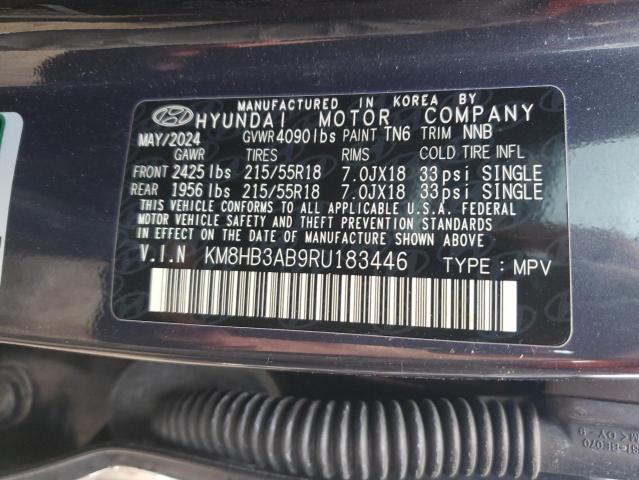 MANUFACTURED IN KOREA
HYUNDAI MOTOR COMPANY
MAY/2024 GVWR 4090lbs PAINT TN6 TRIM NNB
GAWR TIRES RIMS COLD TIRE INFL
FRONT 2425 lbs 215/55R18 7.0JX18 33psi SINGLE
REAR 1956 lbs 215/55R18 7.0JX18 33psi SINGLE
THIS VEHICLE CONFORMS TO ALL APPLICABLE U.S.A. FEDERAL
MOTOR VEHICLE SAFETY AND THEFT PREVENTION STANDARDS IN
EFFECT ON THE DATE OF MANUFACTURE SHOWN ABOVE.
V.I.N KM8HB3AB9RU183446 TYPE : MPV